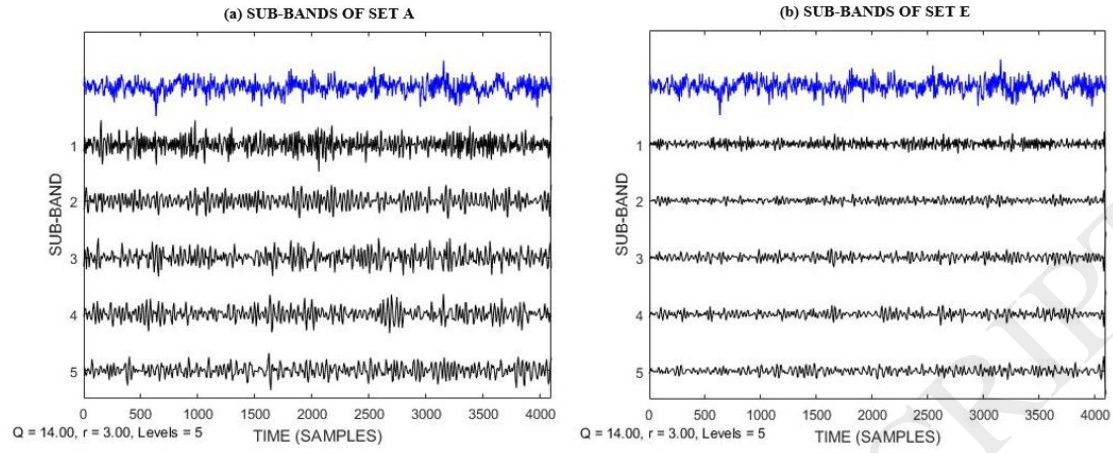 (a) SUB-BANDS OF SET A
SUB-BAND
1
2
3
4
5
0 500 1000 1500 2000 2500 3000 3500 4000
Q = 14.00, r = 3.00, Levels = 5
TIME (SAMPLES)
(b) SUB-BANDS OF SET E
SUB-BAND
1
2
3
4
5
0 500 1000 1500 2000 2500 3000 3500 4000
Q = 14.00, r = 3.00, Levels = 5
TIME (SAMPLES)
CRIPT